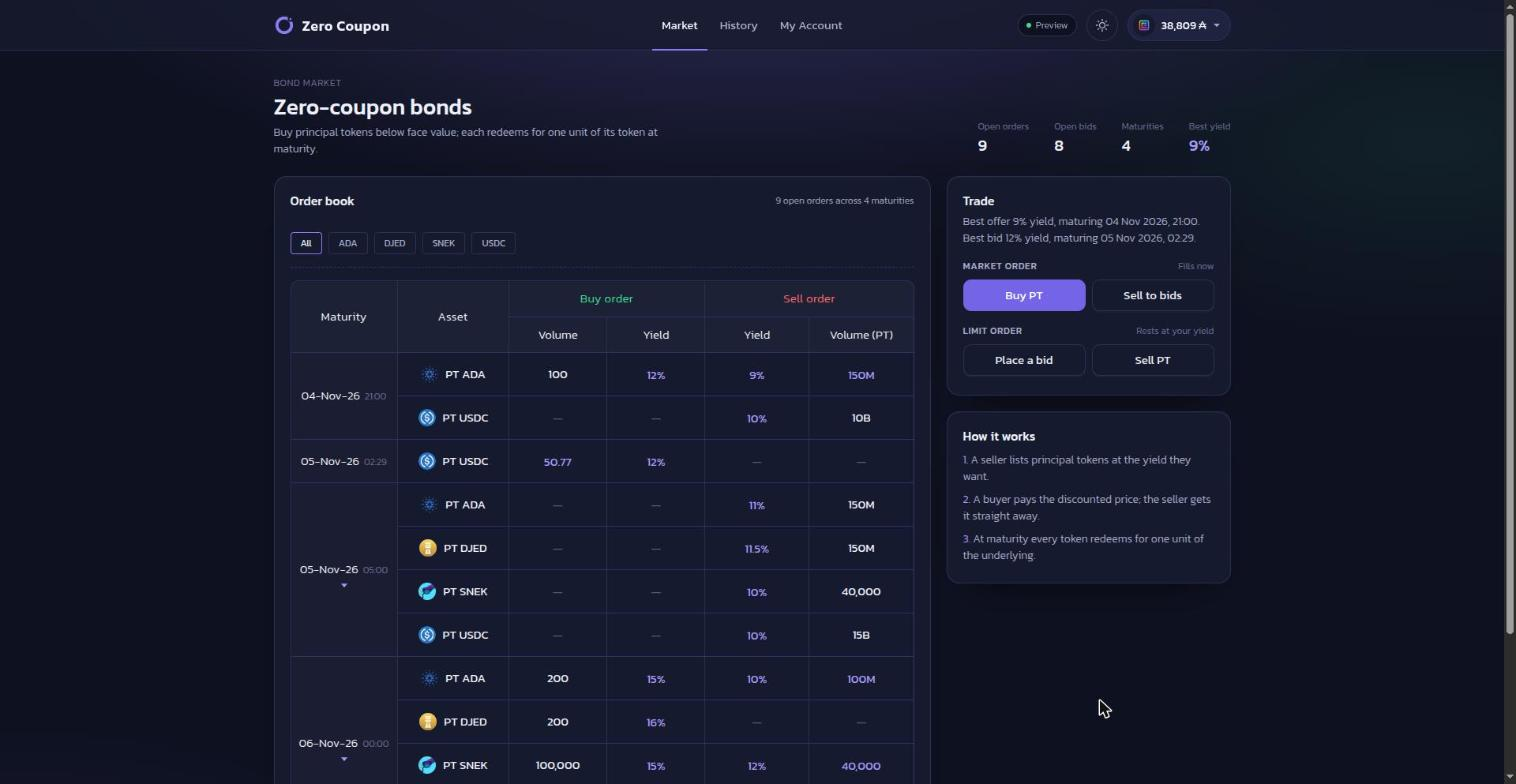 Zero Coupon
Market
History
My Account
Preview
38,809 ₳
BOND MARKET
Zero-coupon bonds
Buy principal tokens below face value; each redeems for one unit of its token at
maturity.
Open orders
Open bids
Maturities
Best yield
9
8
4
9%
Order book
9 open orders across 4 maturities
All
ADA
DJED
SNEK
USDC
Maturity
Asset
Buy order
Sell order
Volume
Yield
Yield
Volume (PT)
04-Nov-26 21:00
PT ADA
100
12%
9%
150M
PT USDC
—
—
10%
10B
05-Nov-26 02:29
PT USDC
50.77
12%
—
—
05-Nov-26 05:00
PT ADA
—
—
11%
150M
PT DJED
—
—
11.5%
150M
PT SNEK
—
—
10%
40,000
PT USDC
—
—
10%
15B
06-Nov-26 00:00
PT ADA
200
15%
10%
100M
PT DJED
200
16%
—
—
PT SNEK
100,000
15%
12%
40,000
Trade
Best offer 9% yield, maturing 04 Nov 2026, 21:00.
Best bid 12% yield, maturing 05 Nov 2026, 02:29.
MARKET ORDER
Fills now
Buy PT
Sell to bids
LIMIT ORDER
Rests at your yield
Place a bid
Sell PT
How it works
1. A seller lists principal tokens at the yield they
want.
2. A buyer pays the discounted price; the seller gets
it straight away.
3. At maturity every token redeems for one unit of
the underlying.